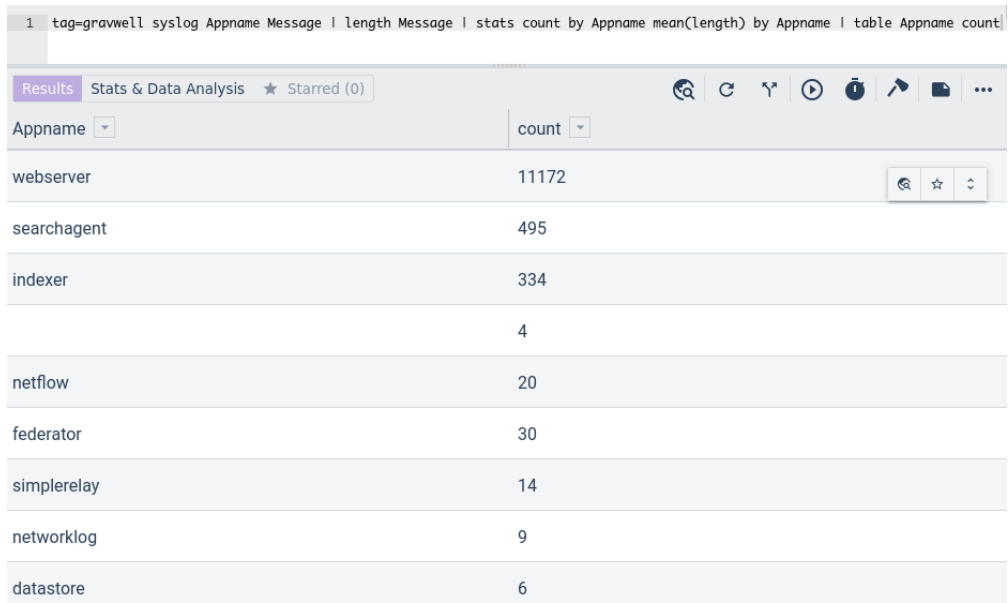 1 tag=gravwell syslog Appname Message | length Message | stats count by Appname mean(length) by Appname | table Appname count
Results Stats & Data Analysis Starred (0)
Appname count
webserver 11172
searchagent 495
indexer 334
4
netflow 20
federator 30
simplerelay 14
networklog 9
datastore 6